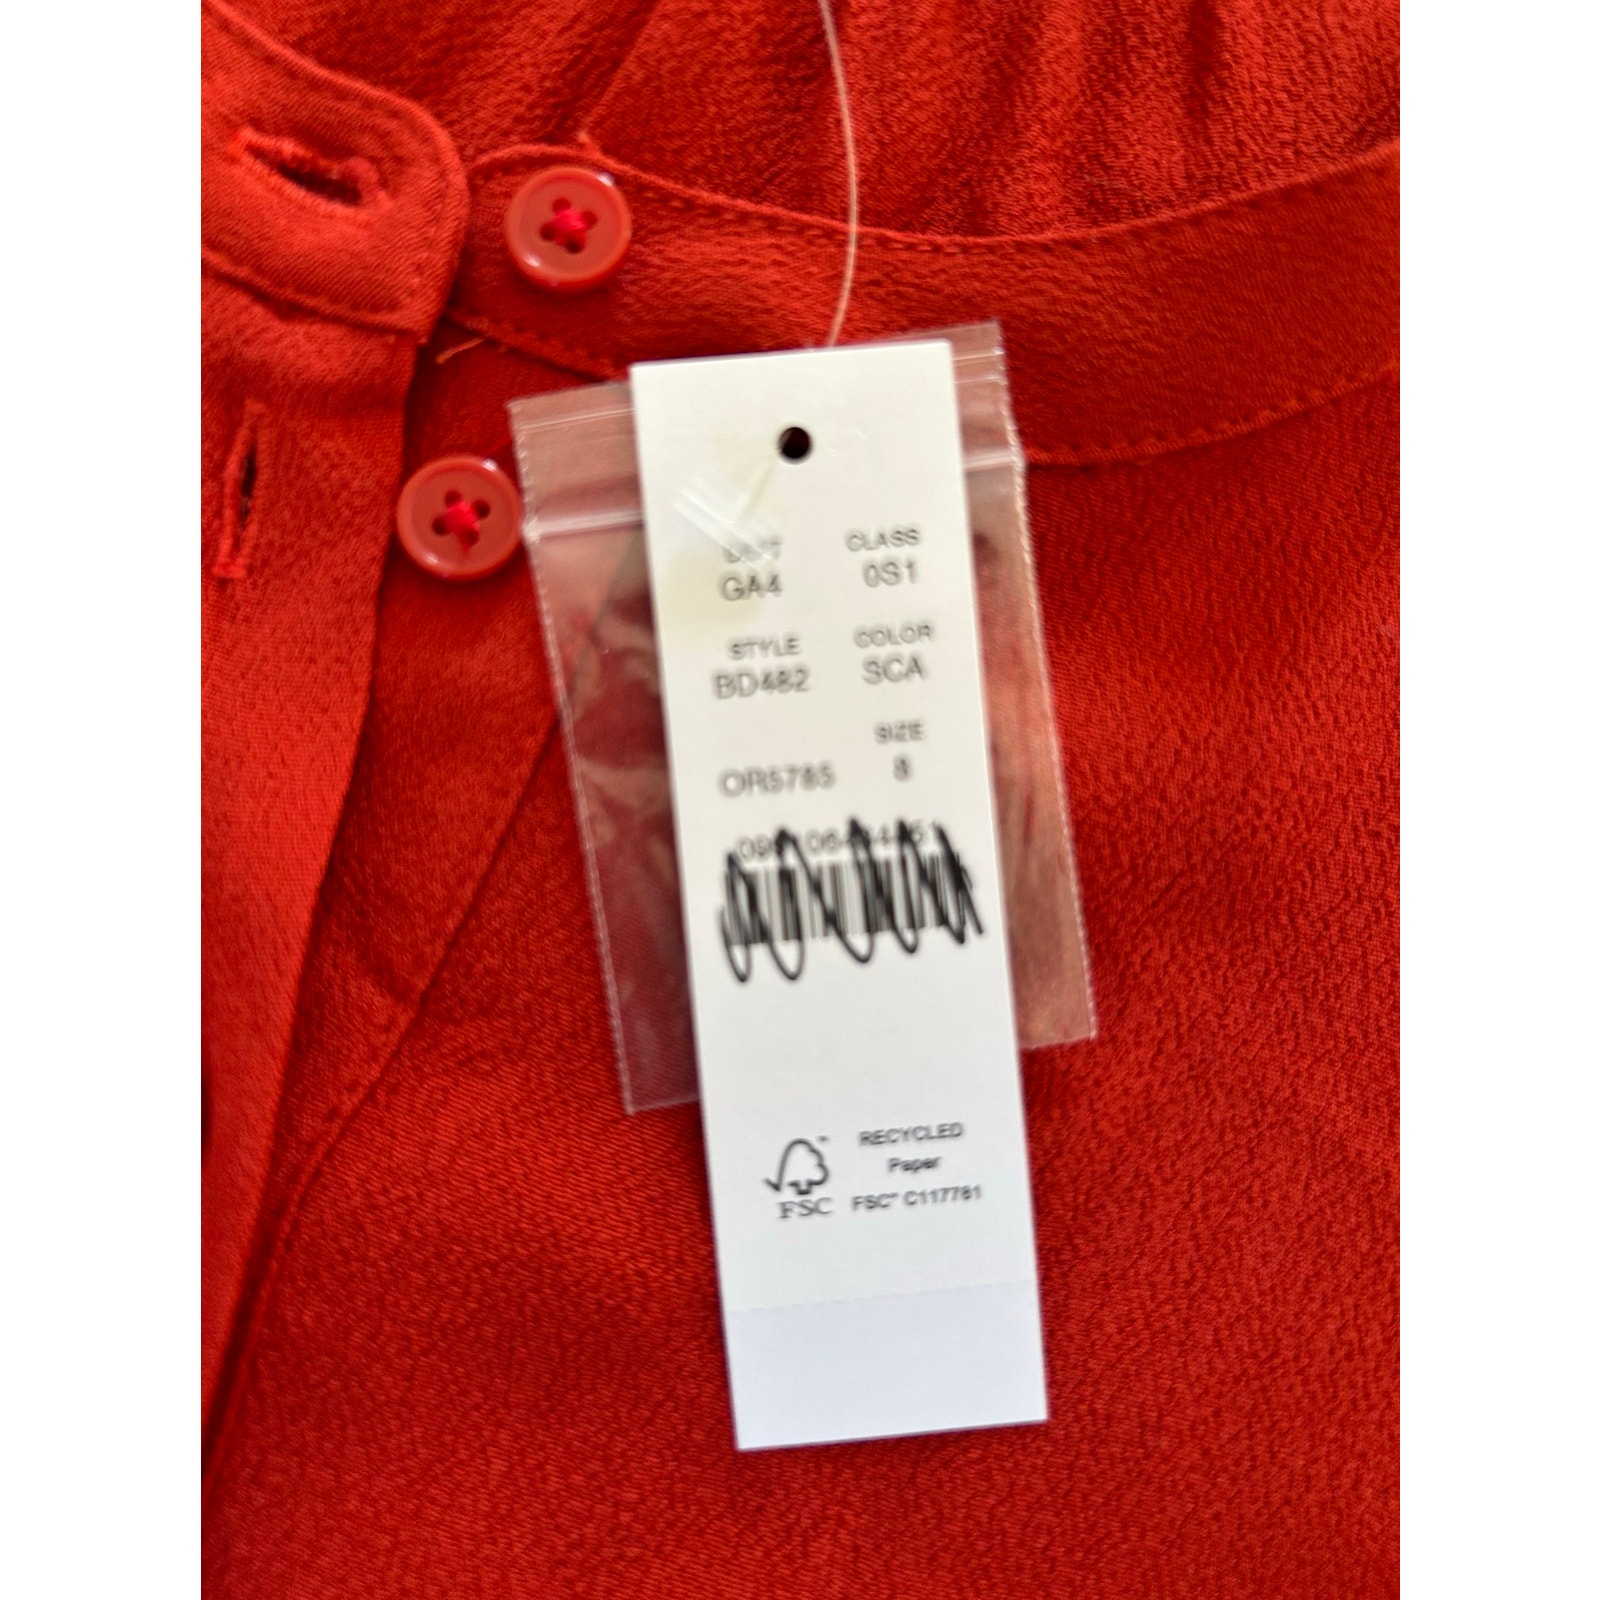 CLASS
GA4 0S1
STYLE COLOR
BD482 SCA
SIZE
OR5785 8
RECYCLED
Paper
FSC FSC® C117781